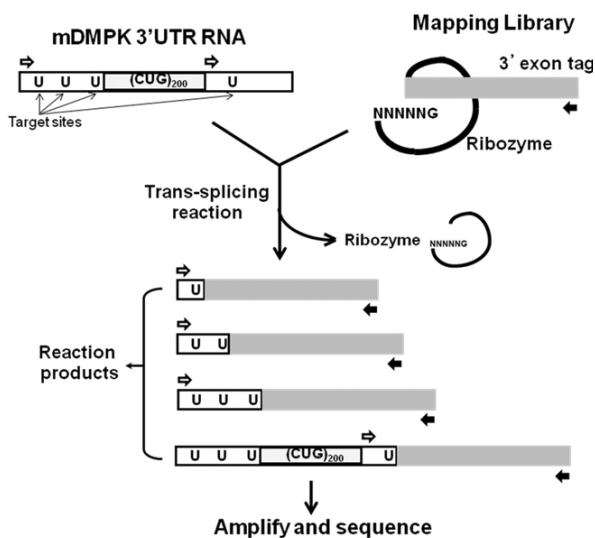 mDMPK 3'UTR RNA
Mapping Library
U U U (CUG)200 U
Target sites
3' exon tag
NNNNNG
Ribozyme
Trans-splicing
reaction
Ribozyme NNNNNG
U
U U
Reaction
products
U U U
U U U (CUG)200 U
Amplify and sequence